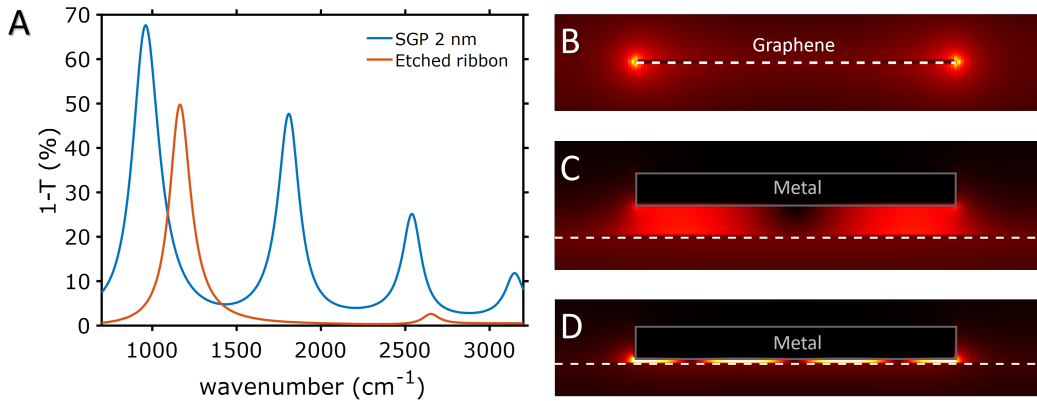 A
70
60
50
40
30
20
10
0
1-T (%)
SGP 2 nm
Etched ribbon
1000 1500 2000 2500 3000
wavenumber (cm⁻¹)
B
Graphene
C
Metal
D
Metal